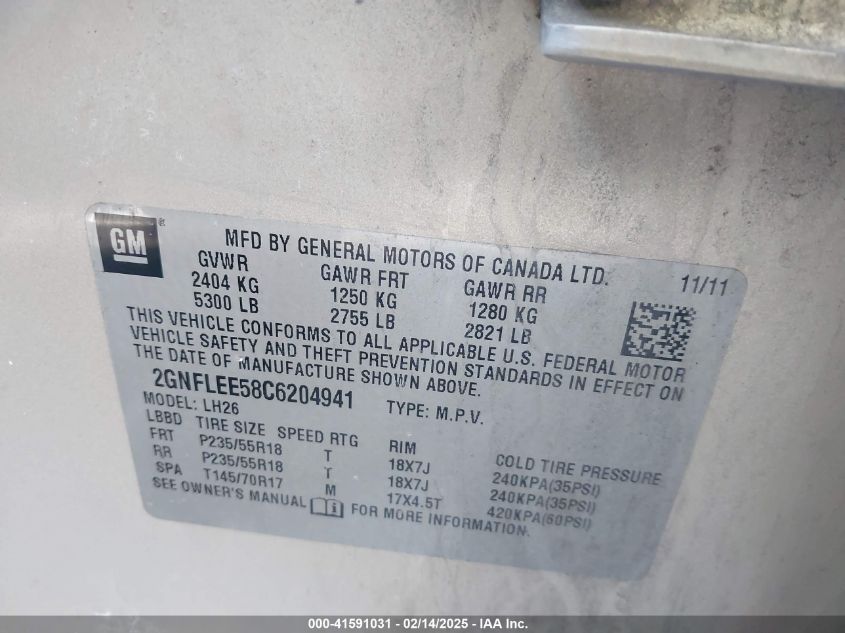 GM ® MFD BY GENERAL MOTORS OF CANADA LTD. 11/11
GVWR GAWR FRT GAWR RR
2404 KG 1250 KG 1280 KG
5300 LB 2755 LB 2821 LB
THIS VEHICLE CONFORMS TO ALL APPLICABLE U.S. FEDERAL MOTOR
VEHICLE SAFETY AND THEFT PREVENTION STANDARDS IN EFFECT ON
THE DATE OF MANUFACTURE SHOWN ABOVE.
2GNFLEE58C6204941 TYPE: M.P.V.
MODEL: LH26
LBBD TIRE SIZE SPEED RTG RIM COLD TIRE PRESSURE
FRT P235/55R18 T 18X7J 240KPA(35PSI)
RR P235/55R18 T 18X7J 240KPA(35PSI)
SPA T145/70R17 M 17X4.5T 420KPA(60PSI)
SEE OWNER'S MANUAL FOR MORE INFORMATION.
000-41591031 - 02/14/2025 - IAA Inc.